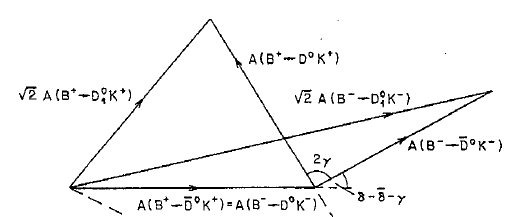 A(B⁺→D⁰K⁺)
√2 A(B⁺→D₁⁰K⁺)
√2 A(B⁻→D₁⁰K⁻)
A(B⁻→D̅⁰K⁻)
2γ
δ-δ̅-γ
A(B⁺→D̅⁰K⁺)=A(B⁻→D⁰K⁻)